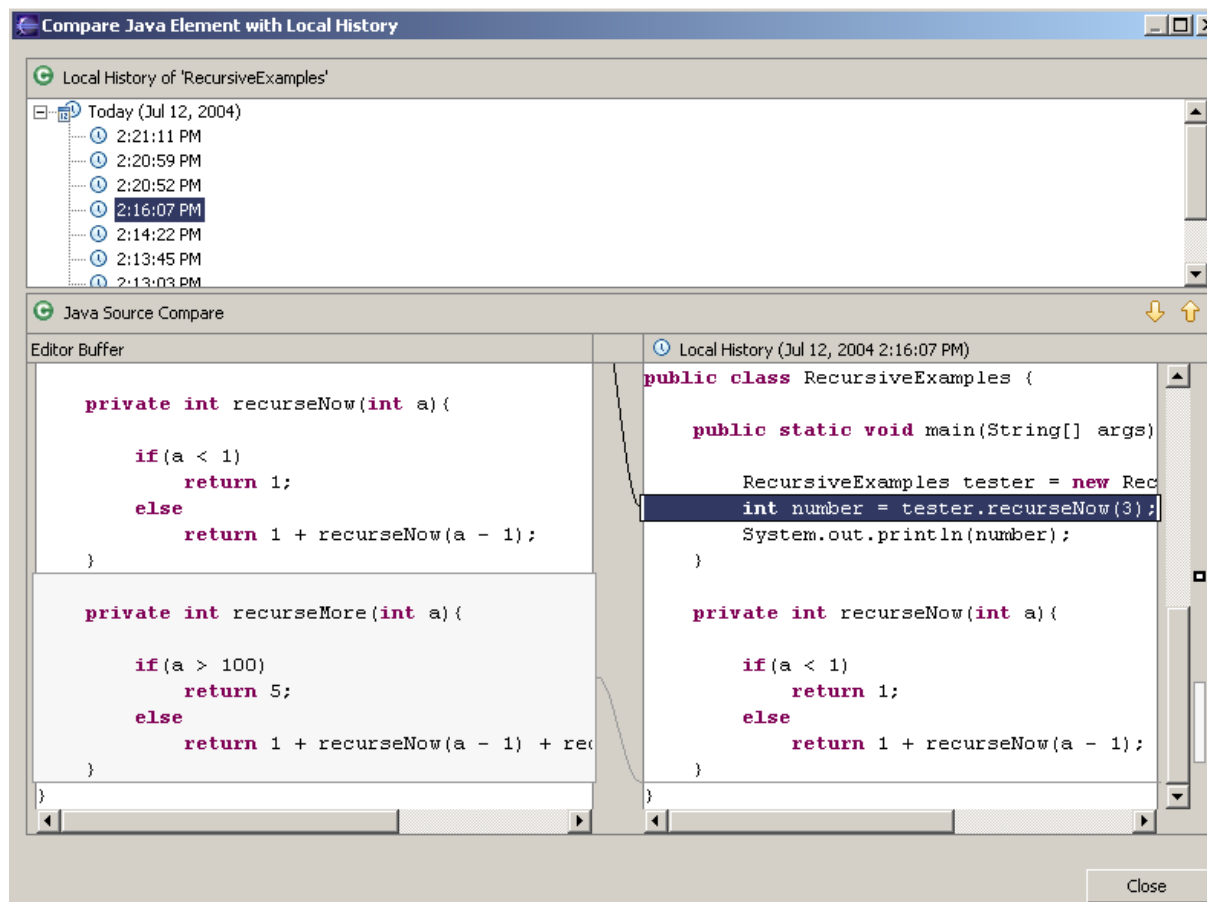 Compare Java Element with Local History
Local History of 'RecursiveExamples'
Today (Jul 12, 2004)
2:21:11 PM
2:20:59 PM
2:20:52 PM
2:16:07 PM
2:14:22 PM
2:13:45 PM
2:13:03 PM
Java Source Compare
Editor Buffer
private int recurseNow(int a){
if(a < 1)
return 1;
else
return 1 + recurseNow(a - 1);
}
private int recurseMore(int a){
if(a > 100)
return 5;
else
return 1 + recurseNow(a - 1) + rec
}
}
Local History (Jul 12, 2004 2:16:07 PM)
public class RecursiveExamples {
public static void main(String[] args)
RecursiveExamples tester = new Rec
int number = tester.recurseNow(3);
System.out.println(number);
}
private int recurseNow(int a){
if(a < 1)
return 1;
else
return 1 + recurseNow(a - 1);
}
}
Close